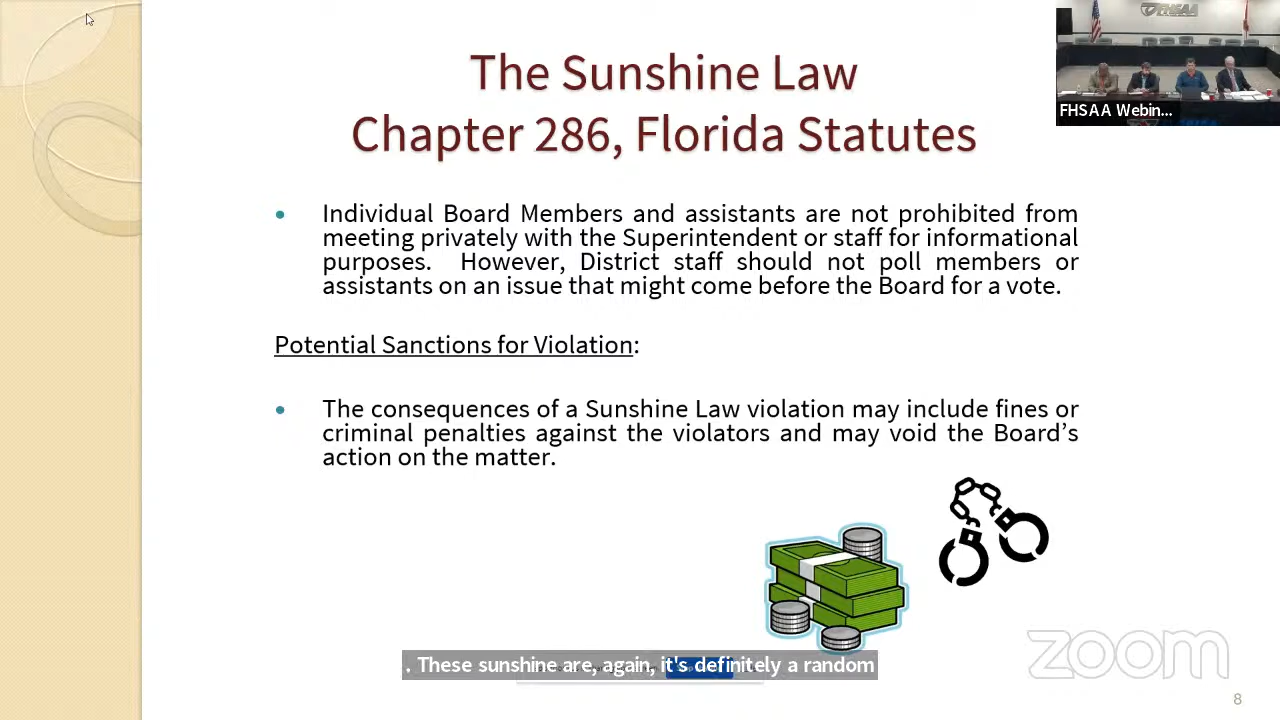 The Sunshine Law
Chapter 286, Florida Statutes
FHSAA
FHSAA Webin...
• Individual Board Members and assistants are not prohibited from
meeting privately with the Superintendent or staff for informational
purposes. However, District staff should not poll members or
assistants on an issue that might come before the Board for a vote.
Potential Sanctions for Violation:
• The consequences of a Sunshine Law violation may include fines or
criminal penalties against the violators and may void the Board's
action on the matter.
. These sunshine are, again, it's definitely a random
zoom
8